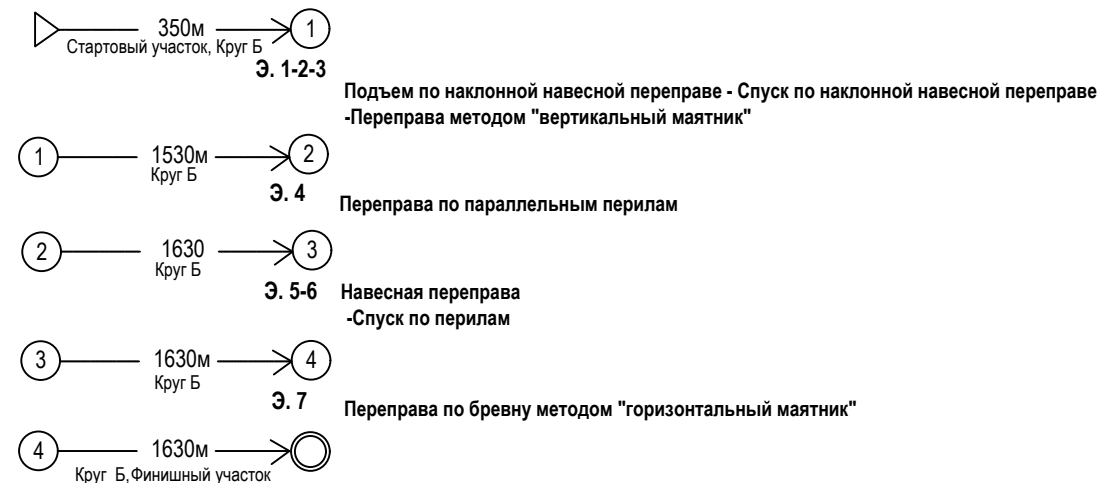 350м
1
Стартовый участок, Круг Б
Э. 1-2-3
Подъем по наклонной навесной переправе - Спуск по наклонной навесной переправе
-Переправа методом "вертикальный маятник"
1 1530м 2
Круг Б
Э. 4
Переправа по параллельным перилам
2 1630 3
Круг Б
Э. 5-6 Навесная переправа
-Спуск по перилам
3 1630м 4
Круг Б
Э. 7
Переправа по бревну методом "горизонтальный маятник"
4 1630м
Круг Б,Финишный участок